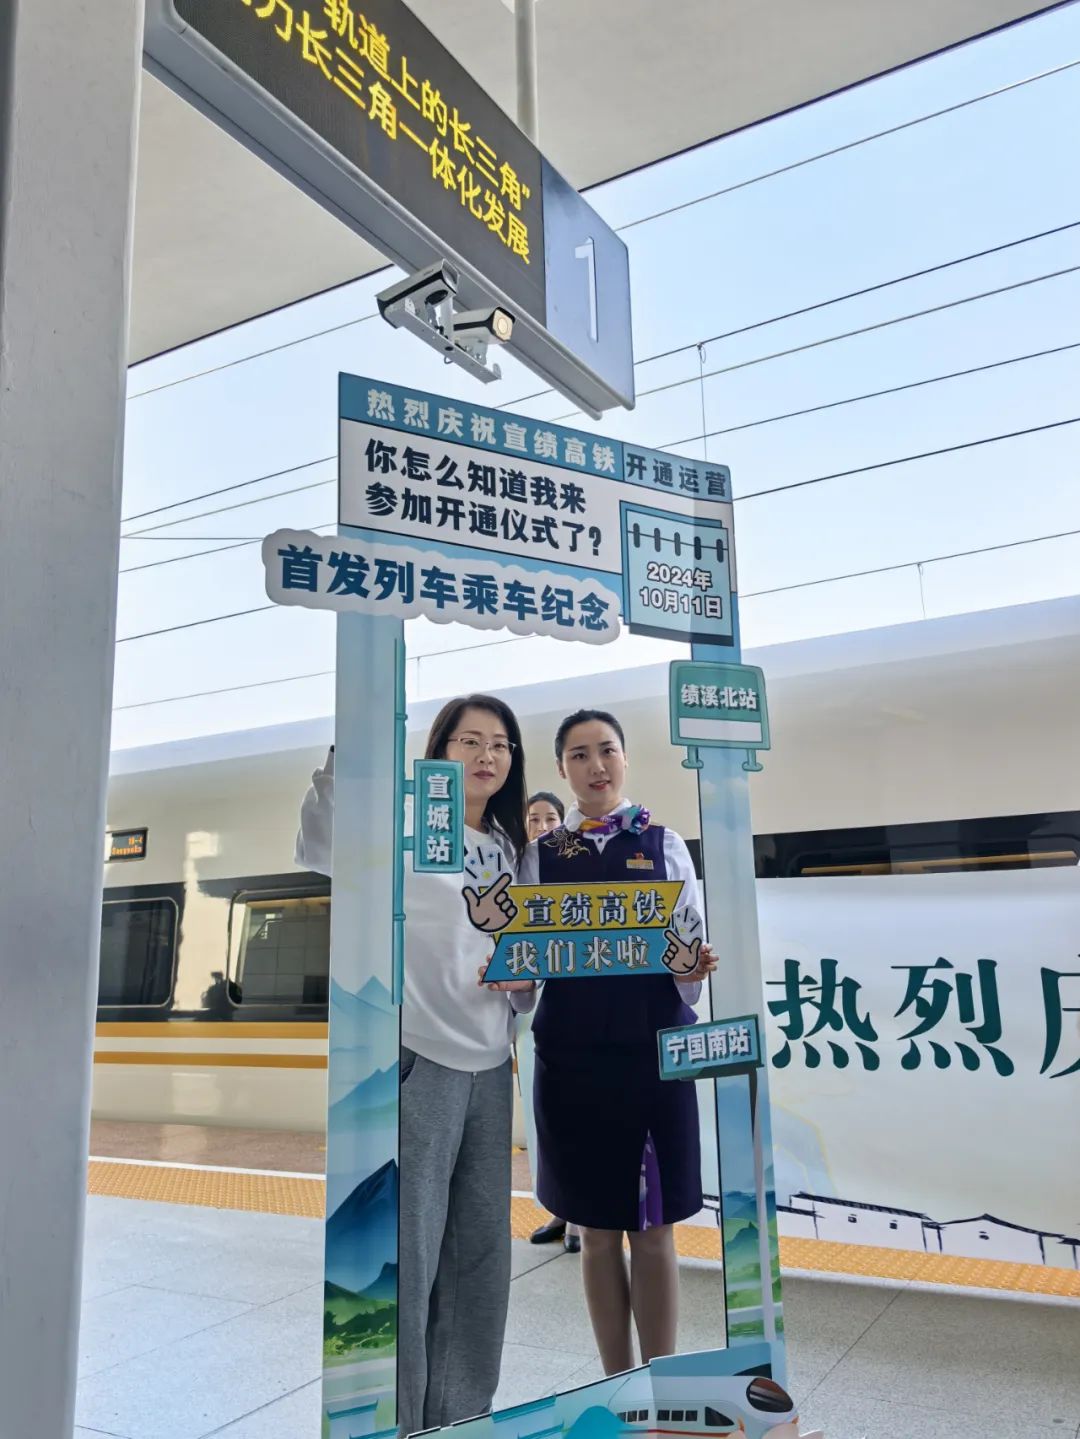 轨道上的长三角”
力长三角一体化发展
1
热烈庆祝宣绩高铁 开通运营
你怎么知道我来
参加开通仪式了?
2024年
10月11日
首发列车乘车纪念
绩溪北站
宣城站
宣绩高铁
我们来啦
宁国南站
热烈